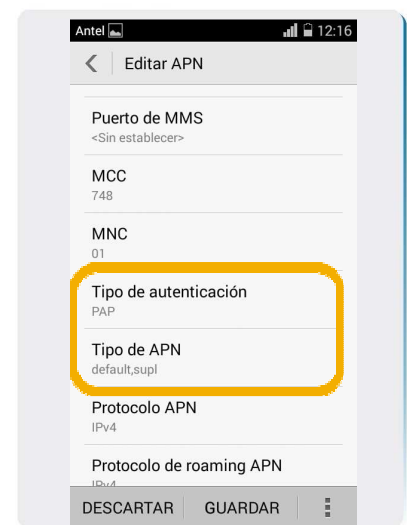 Antel 12:16
Editar APN
Puerto de MMS
<Sin establecer>
MCC
748
MNC
01
Tipo de autenticación
PAP
Tipo de APN
default,supl
Protocolo APN
IPv4
Protocolo de roaming APN
IPv4
DESCARTAR GUARDAR